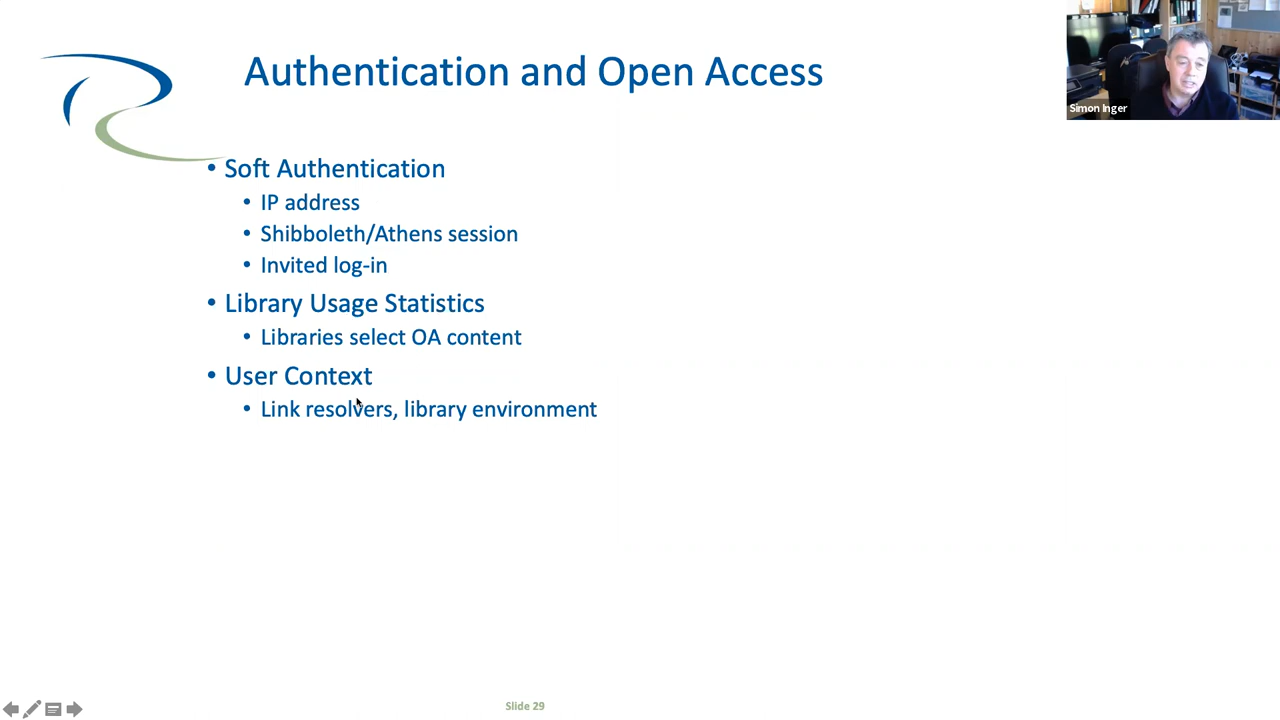 Authentication and Open Access
Simon Inger
• Soft Authentication
• IP address
• Shibboleth/Athens session
• Invited log-in
• Library Usage Statistics
• Libraries select OA content
• User Context
• Link resolvers, library environment
Slide 29